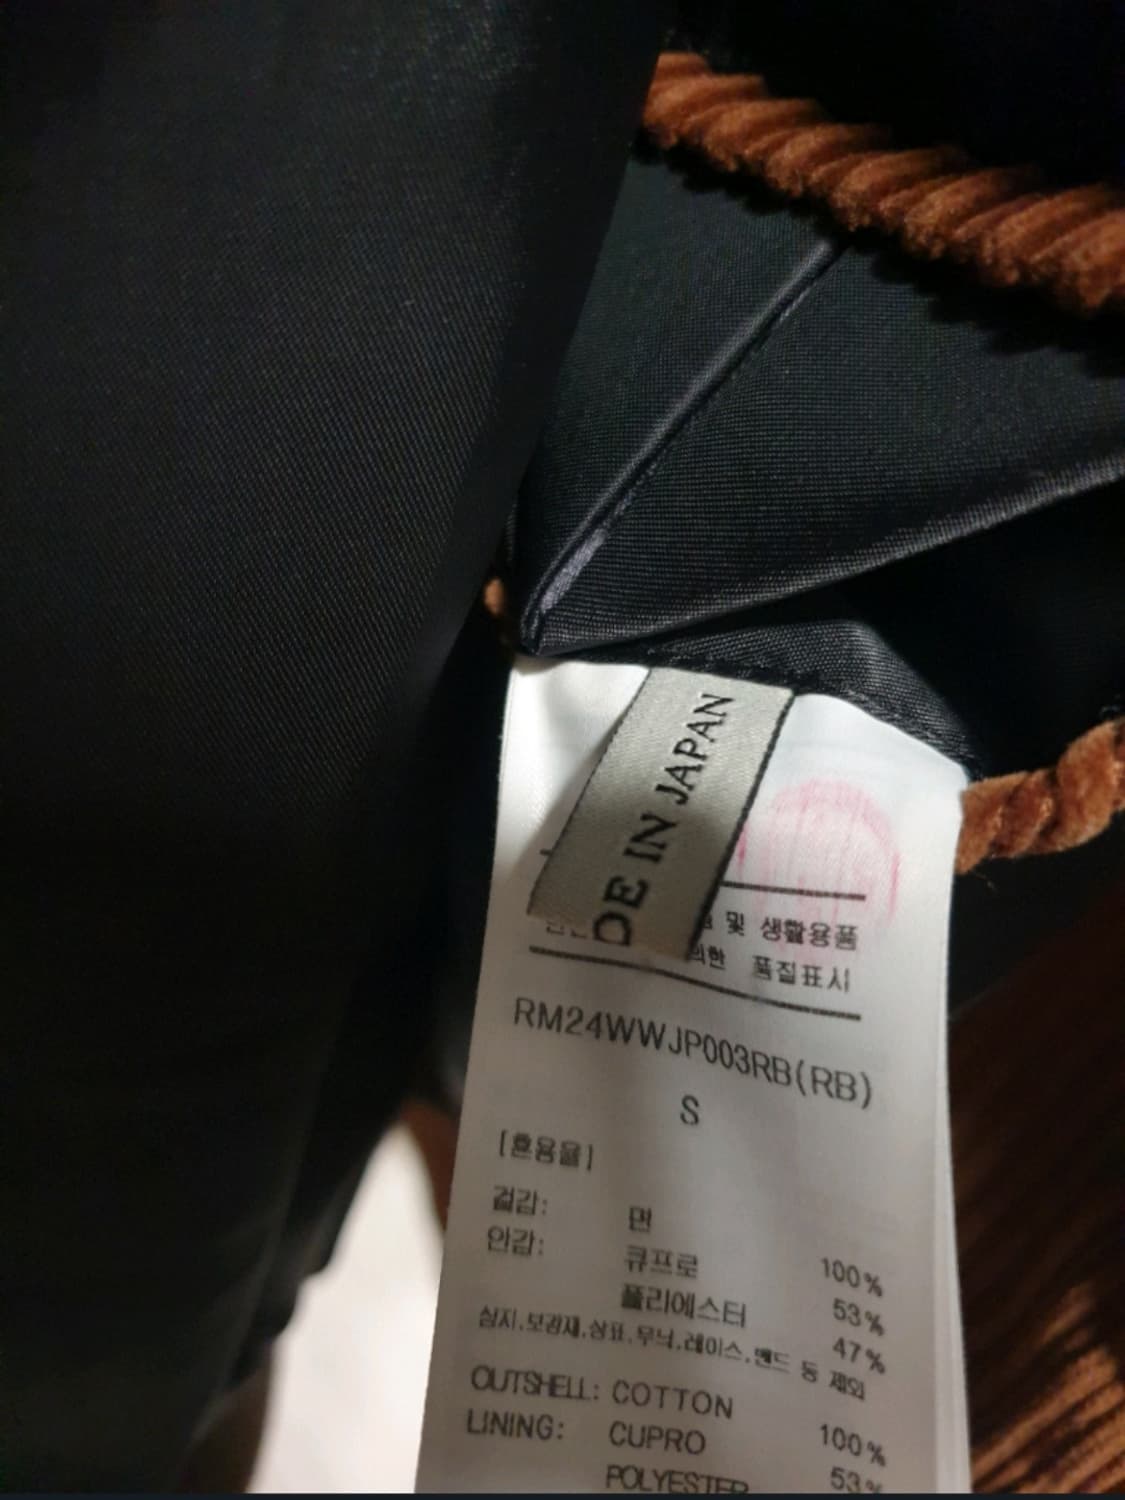 DE IN JAPAN
및 생활용품
의한 품질표시
RM24WWJP003RB(RB)
S
[혼용율]
겉감: 면 100%
안감: 큐프로 53%
폴리에스터 47%
심지.보강재.상표.무늬.레이스.밴드 등 제외
OUTSHELL: COTTON 100%
LINING: CUPRO 53%
POLYESTER